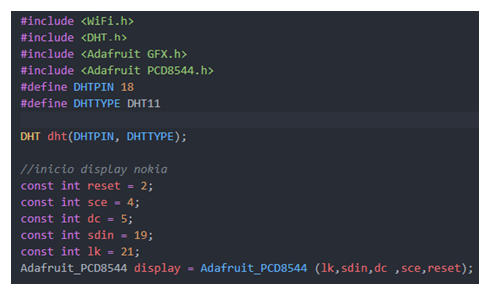 #include <WiFi.h>
#include <DHT.h>
#include <Adafruit GFX.h>
#include <Adafruit PCD8544.h>
#define DHTPIN 18
#define DHTTYPE DHT11
DHT dht(DHTPIN, DHTTYPE);
//inicio display nokia
const int reset = 2;
const int sce = 4;
const int dc = 5;
const int sdin = 19;
const int lk = 21;
Adafruit_PCD8544 display = Adafruit_PCD8544 (lk,sdin,dc ,sce,reset);